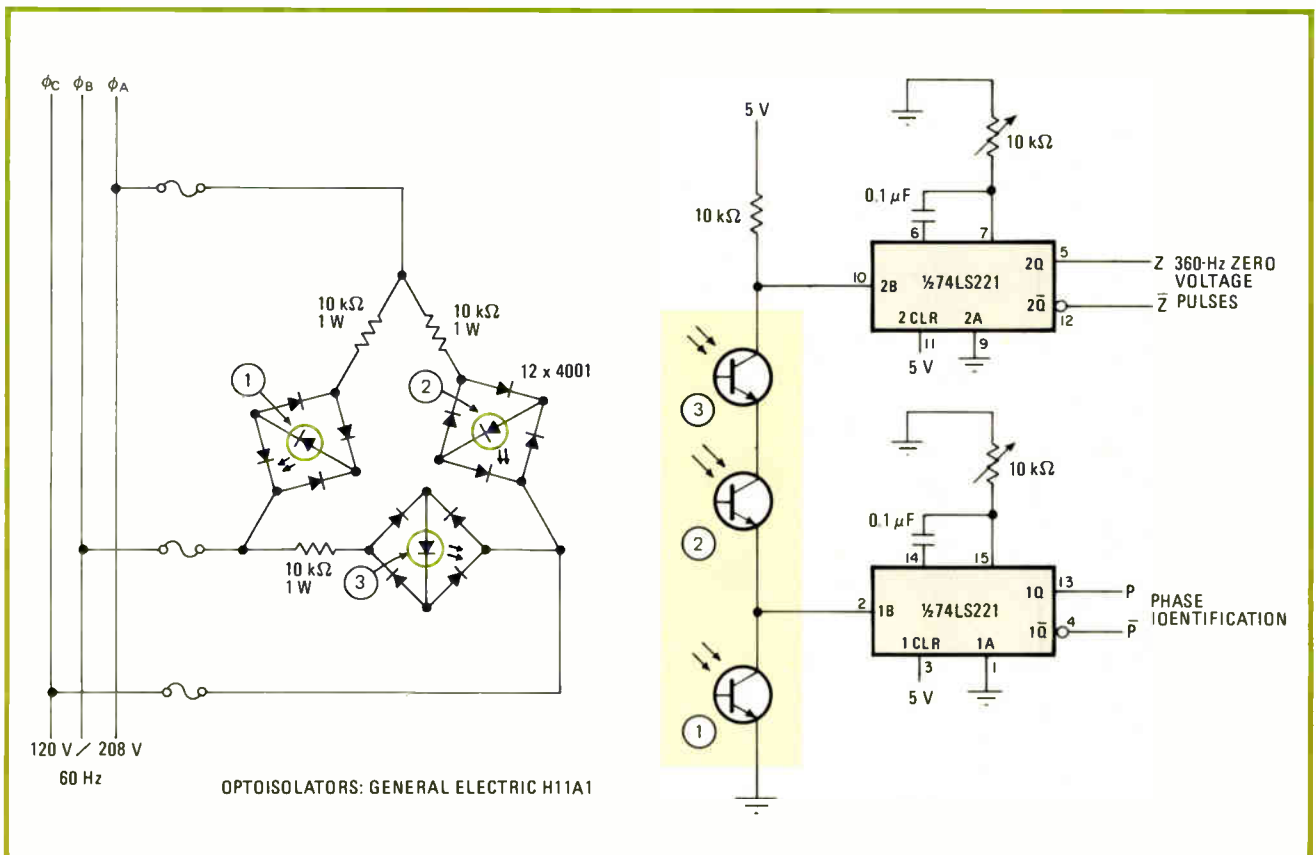 ϕC ϕB ϕA
10 kΩ
1 W
10 kΩ
1 W
1
2
12 x 4001
10 kΩ
1 W
3
120 V / 208 V
60 Hz
OPTOISOLATORS: GENERAL ELECTRIC H11A1
5 V
10 kΩ
3
2
1
10 kΩ
0.1 μF
6
7
10
2B
½74LS221
2Q
5
Z 360-Hz ZERO
VOLTAGE
PULSES
2Q̅
12
Z̅
2 CLR
2A
11
9
5 V
10 kΩ
0.1 μF
14
15
2
1B
½74LS221
1Q
13
P
PHASE
IDENTIFICATION
1Q̅
4
P̅
1 CLR
1A
3
1
5 V